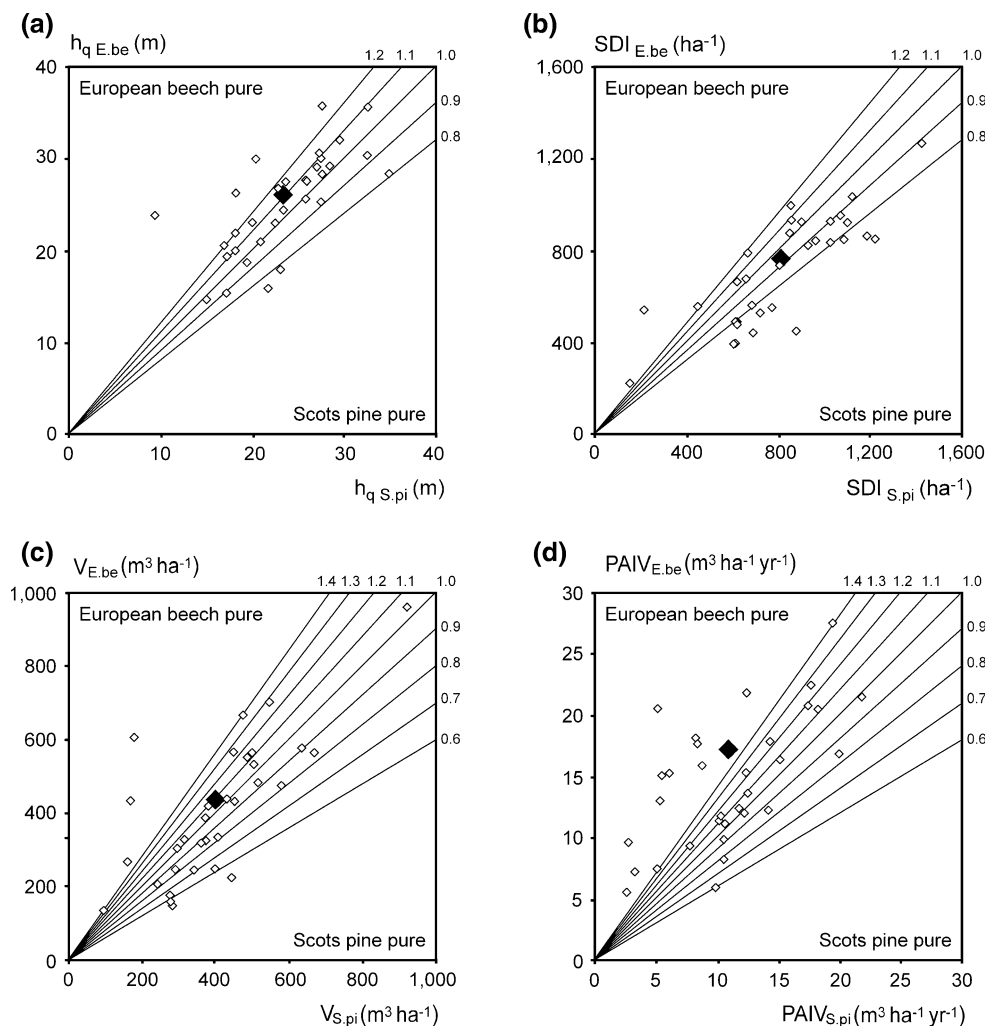 (a)
h_q E.be (m)
1.2 1.1 1.0
40
European beech pure
0.9
0.8
30
20
10
Scots pine pure
0
0 10 20 30 40
h_q S.pi (m)
(b)
SDI_E.be (ha⁻¹)
1.2 1.1 1.0
1,600
European beech pure
0.9
0.8
1,200
800
400
Scots pine pure
0
0 400 800 1,200 1,600
SDI_S.pi (ha⁻¹)
(c)
V_E.be (m³ ha⁻¹)
1.4 1.3 1.2 1.1 1.0
1,000
European beech pure
0.9
0.8
0.7
0.6
800
600
400
200
Scots pine pure
0
0 200 400 600 800 1,000
V_S.pi (m³ ha⁻¹)
(d)
PAIV_E.be (m³ ha⁻¹ yr⁻¹)
1.4 1.3 1.2 1.1 1.0
30
European beech pure
0.9
0.8
0.7
0.6
25
20
15
10
5
Scots pine pure
0
0 5 10 15 20 25 30
PAIV_S.pi (m³ ha⁻¹ yr⁻¹)